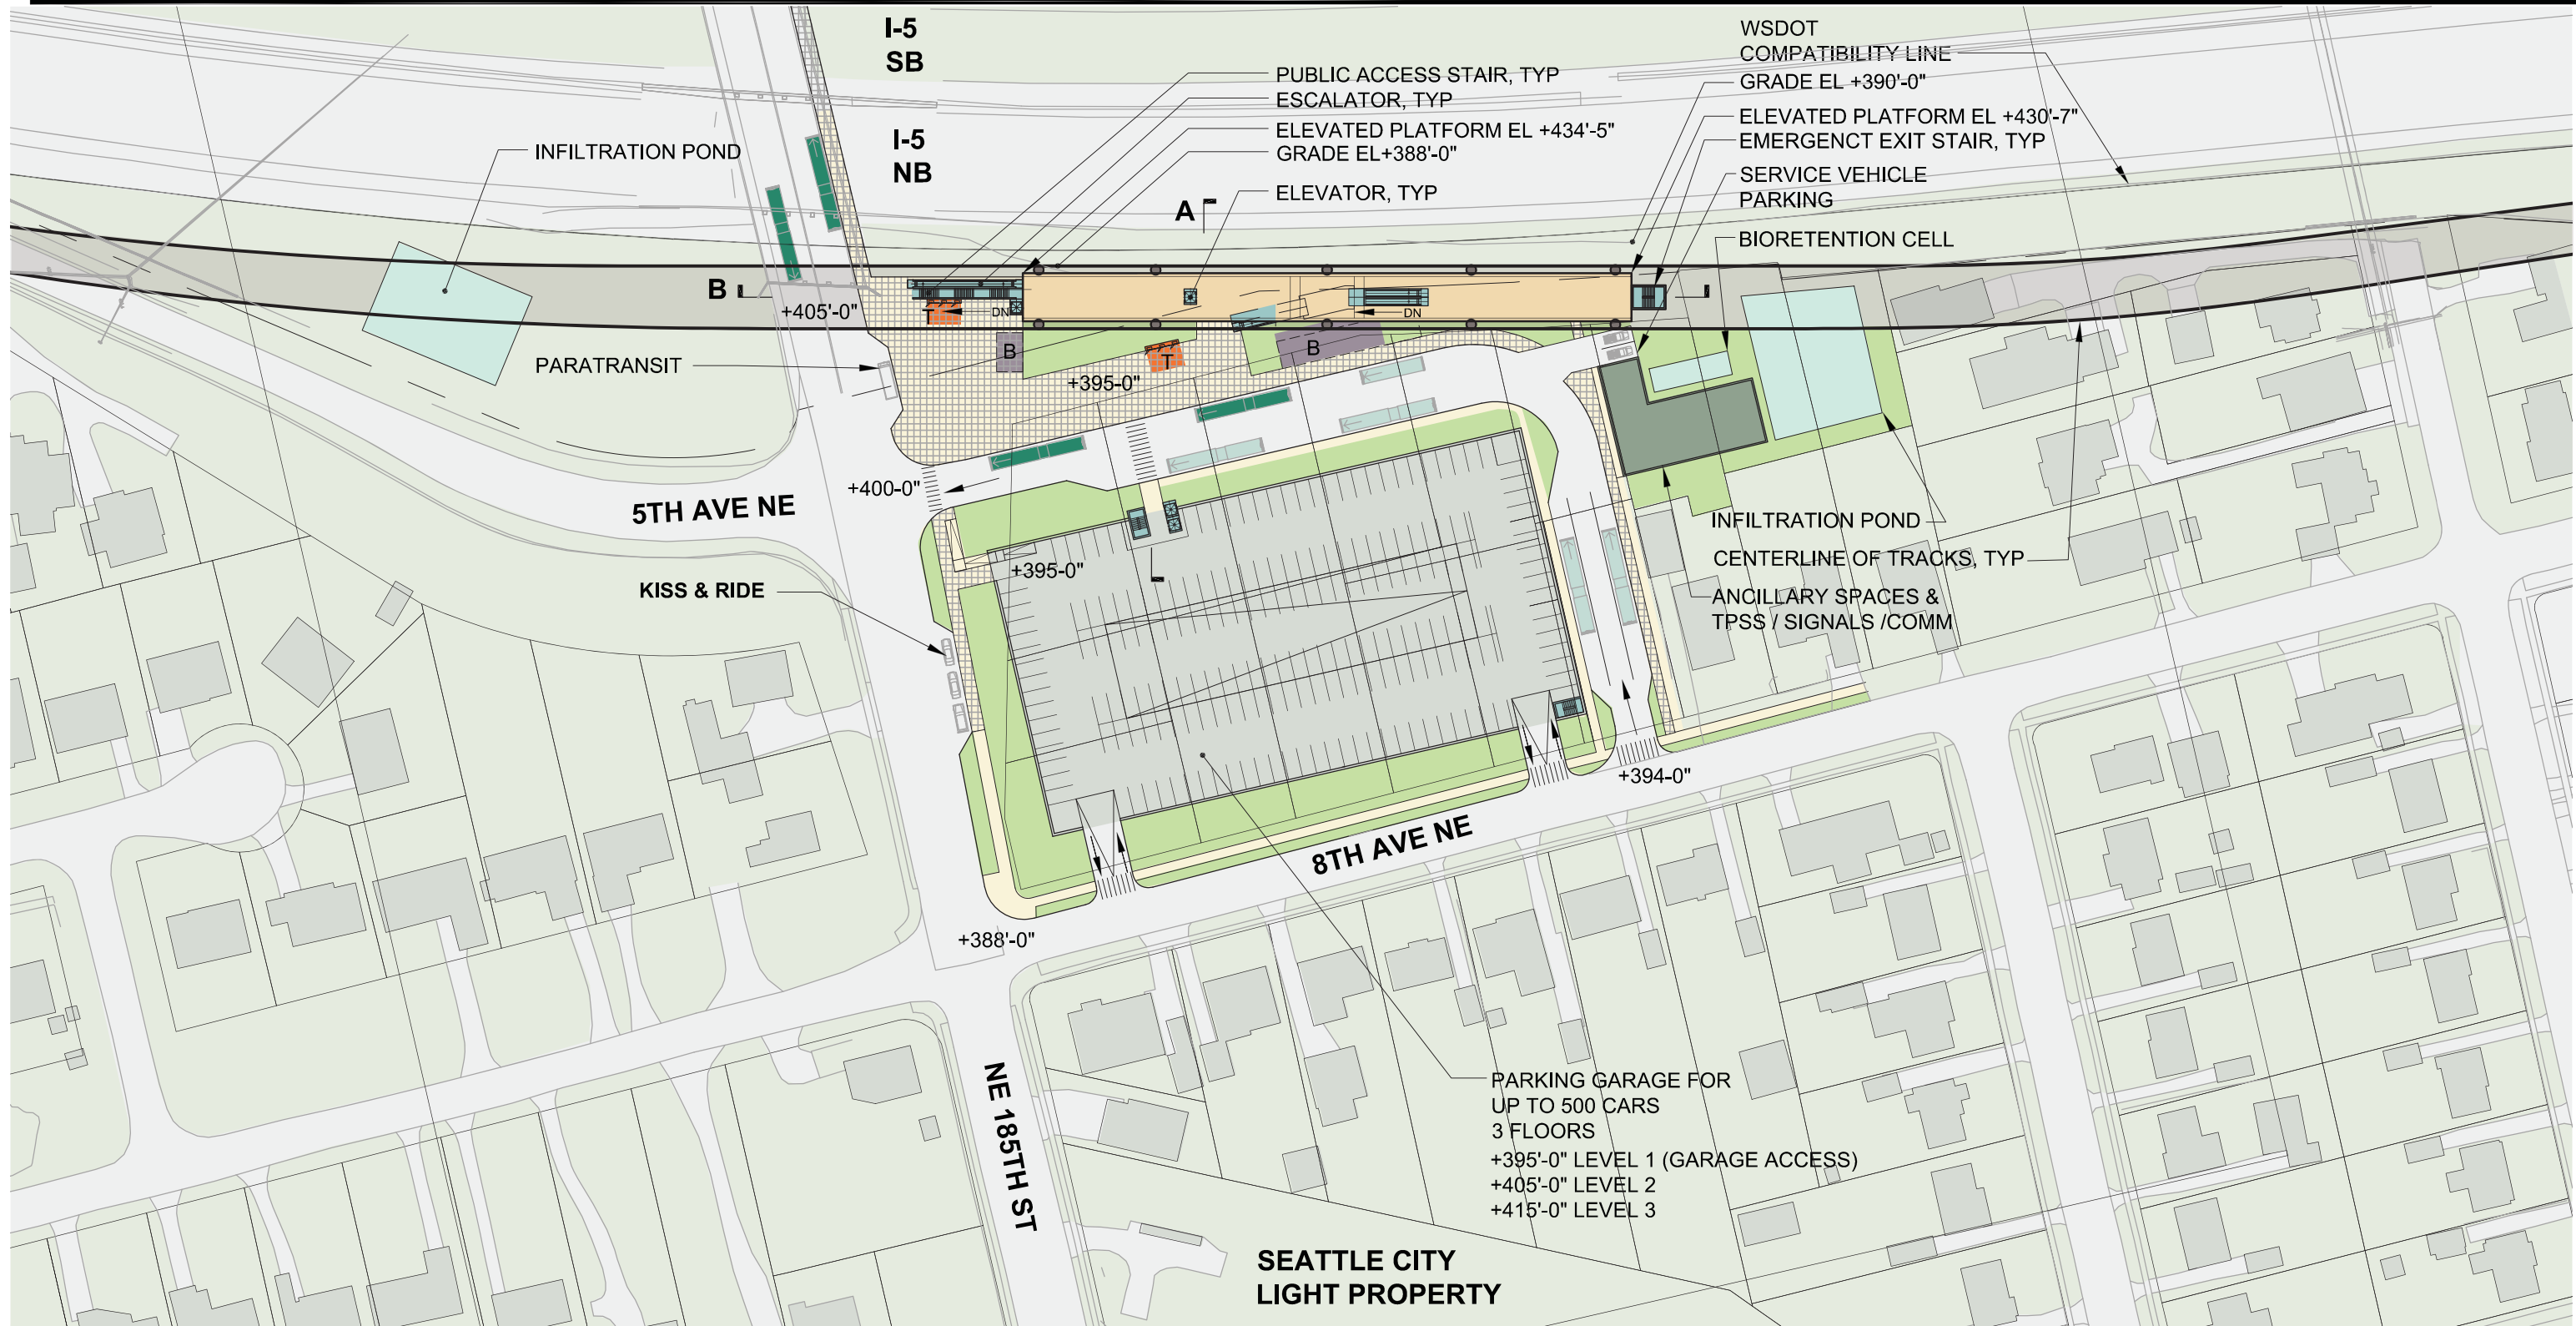 I-5
SB
I-5
NB
PUBLIC ACCESS STAIR, TYP
ESCALATOR, TYP
ELEVATED PLATFORM EL +434'-5"
GRADE EL+388'-0"
ELEVATOR, TYP
WSDOT
COMPATIBILITY LINE
GRADE EL +390'-0"
ELEVATED PLATFORM EL +430'-7"
EMERGENCT EXIT STAIR, TYP
SERVICE VEHICLE
PARKING
BIORETENTION CELL
INFILTRATION POND
A
B
+405'-0"
T
DN
DN
B
T
B
PARATRANSIT
+395-0"
+400-0"
5TH AVE NE
+395-0"
KISS & RIDE
INFILTRATION POND
CENTERLINE OF TRACKS, TYP
ANCILLARY SPACES &
TPSS / SIGNALS /COMM
+394-0"
8TH AVE NE
+388'-0"
NE 185TH ST
PARKING GARAGE FOR
UP TO 500 CARS
3 FLOORS
+395'-0" LEVEL 1 (GARAGE ACCESS)
+405'-0" LEVEL 2
+415'-0" LEVEL 3
SEATTLE CITY
LIGHT PROPERTY